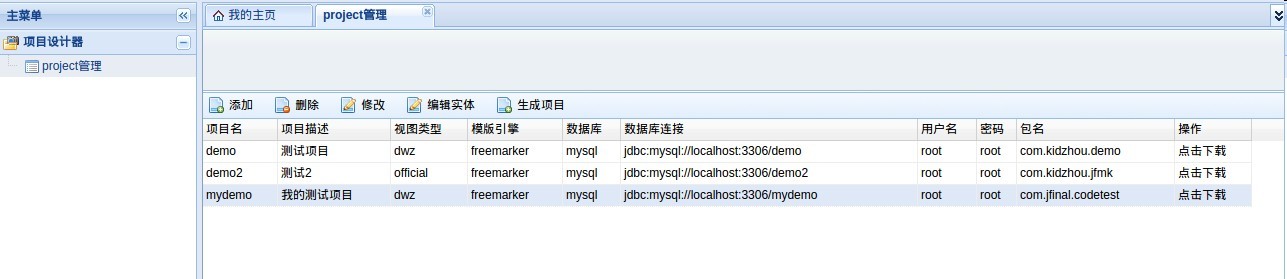 主菜单
我的主页 project管理
项目设计器
project管理
添加 删除 修改 编辑实体 生成项目
项目名 项目描述 视图类型 模版引擎 数据库 数据库连接 用户名 密码 包名 操作
demo 测试项目 dwz freemarker mysql jdbc:mysql://localhost:3306/demo root root com.kidzhou.demo 点击下载
demo2 测试2 official freemarker mysql jdbc:mysql://localhost:3306/demo2 root root com.kidzhou.jfmk 点击下载
mydemo 我的测试项目 dwz freemarker mysql jdbc:mysql://localhost:3306/mydemo root root com.jfinal.codetest 点击下载